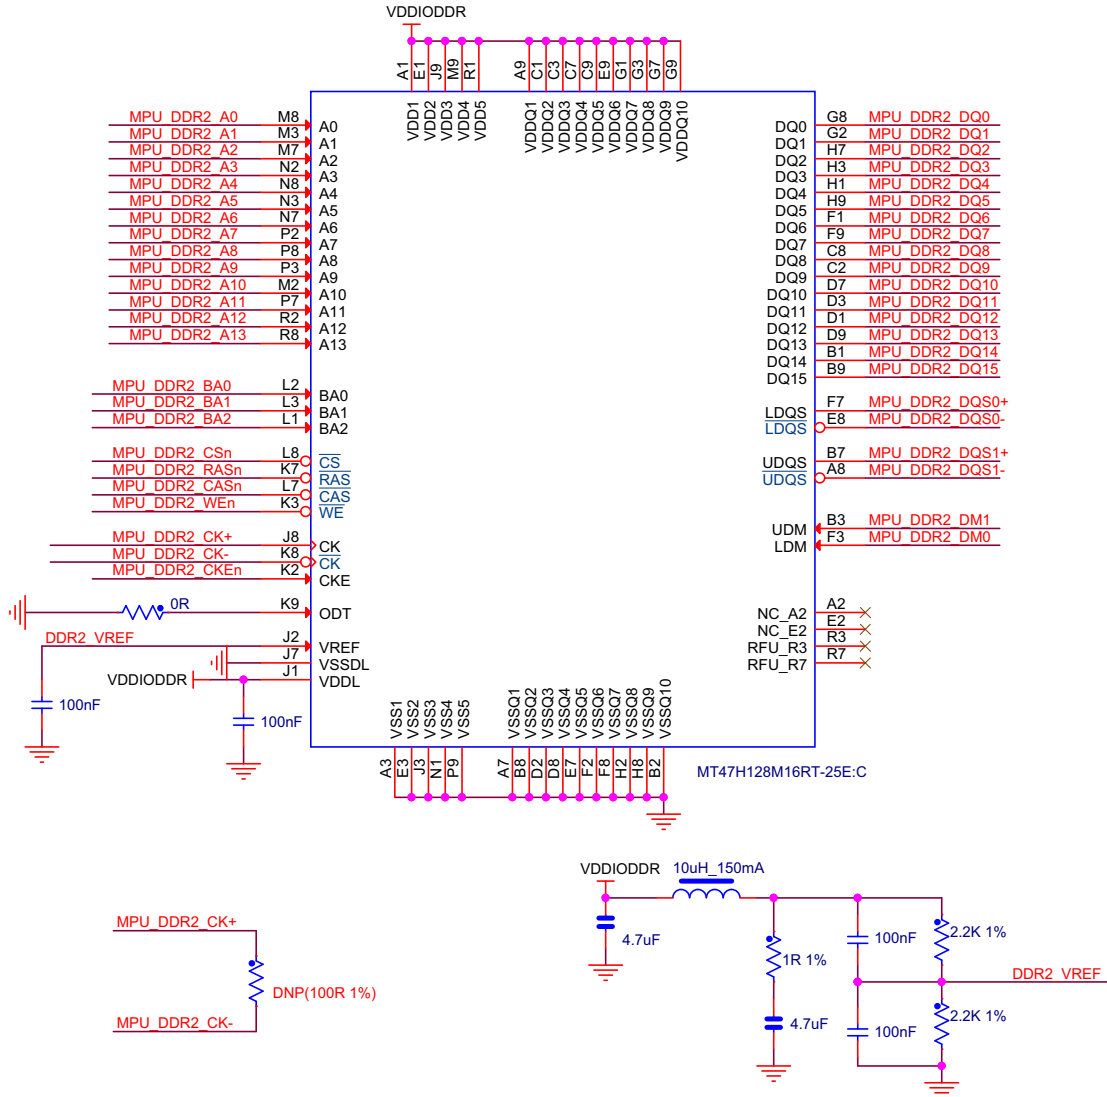 VDDIODDR
A1 E1 J9 M9 R1 A9 C1 C3 C7 C9 E9 G1 G3 G7 G9
VDD1 VDD2 VDD3 VDD4 VDD5 VDDQ1 VDDQ2 VDDQ3 VDDQ4 VDDQ5 VDDQ6 VDDQ7 VDDQ8 VDDQ9 VDDQ10
MPU_DDR2_A0 M8 A0 DQ0 G8 MPU_DDR2_DQ0
MPU_DDR2_A1 M3 A1 DQ1 G2 MPU_DDR2_DQ1
MPU_DDR2_A2 M7 A2 DQ2 H7 MPU_DDR2_DQ2
MPU_DDR2_A3 N2 A3 DQ3 H3 MPU_DDR2_DQ3
MPU_DDR2_A4 N8 A4 DQ4 H1 MPU_DDR2_DQ4
MPU_DDR2_A5 N3 A5 DQ5 H9 MPU_DDR2_DQ5
MPU_DDR2_A6 N7 A6 DQ6 F1 MPU_DDR2_DQ6
MPU_DDR2_A7 P2 A7 DQ7 F9 MPU_DDR2_DQ7
MPU_DDR2_A8 P8 A8 DQ8 C8 MPU_DDR2_DQ8
MPU_DDR2_A9 P3 A9 DQ9 C2 MPU_DDR2_DQ9
MPU_DDR2_A10 M2 A10 DQ10 D7 MPU_DDR2_DQ10
MPU_DDR2_A11 P7 A11 DQ11 D3 MPU_DDR2_DQ11
MPU_DDR2_A12 R2 A12 DQ12 D1 MPU_DDR2_DQ12
MPU_DDR2_A13 R8 A13 DQ13 D9 MPU_DDR2_DQ13
DQ14 B1 MPU_DDR2_DQ14
DQ15 B9 MPU_DDR2_DQ15
MPU_DDR2_BA0 L2 BA0
MPU_DDR2_BA1 L3 BA1 LDQS F7 MPU_DDR2_DQS0+
MPU_DDR2_BA2 L1 BA2 LDQS E8 MPU_DDR2_DQS0-
MPU_DDR2_CSn L8 CS UDQS B7 MPU_DDR2_DQS1+
MPU_DDR2_RASn K7 RAS UDQS A8 MPU_DDR2_DQS1-
MPU_DDR2_CASn L7 CAS
MPU_DDR2_WEn K3 WE
UDM B3 MPU_DDR2_DM1
MPU_DDR2_CK+ J8 CK LDM F3 MPU_DDR2_DM0
MPU_DDR2_CK- K8 CK
MPU_DDR2_CKEn K2 CKE
0R K9 ODT NC_A2 A2
NC_E2 E2
DDR2_VREF J2 VREF RFU_R3 R3
J7 VSSDL RFU_R7 R7
VDDIODDR J1 VDDL
100nF 100nF
VSS1 VSS2 VSS3 VSS4 VSS5 VSSQ1 VSSQ2 VSSQ3 VSSQ4 VSSQ5 VSSQ6 VSSQ7 VSSQ8 VSSQ9 VSSQ10
A3 E3 J3 N1 P9 A7 B8 D2 D8 E7 F2 F8 H2 H8 B2
MT47H128M16RT-25E:C
VDDIODDR 10uH_150mA
4.7uF
1R 1%
100nF
2.2K 1%
DDR2_VREF
4.7uF
100nF
2.2K 1%
MPU_DDR2_CK+
DNP(100R 1%)
MPU_DDR2_CK-